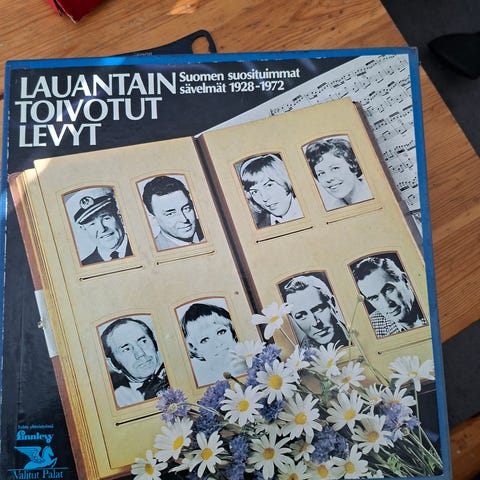 LAUANTAIN
TOIVOTUT
LEVYT
Suomen suosituimmat
sävelmät 1928-1972
finnlevy
Valitut Palat